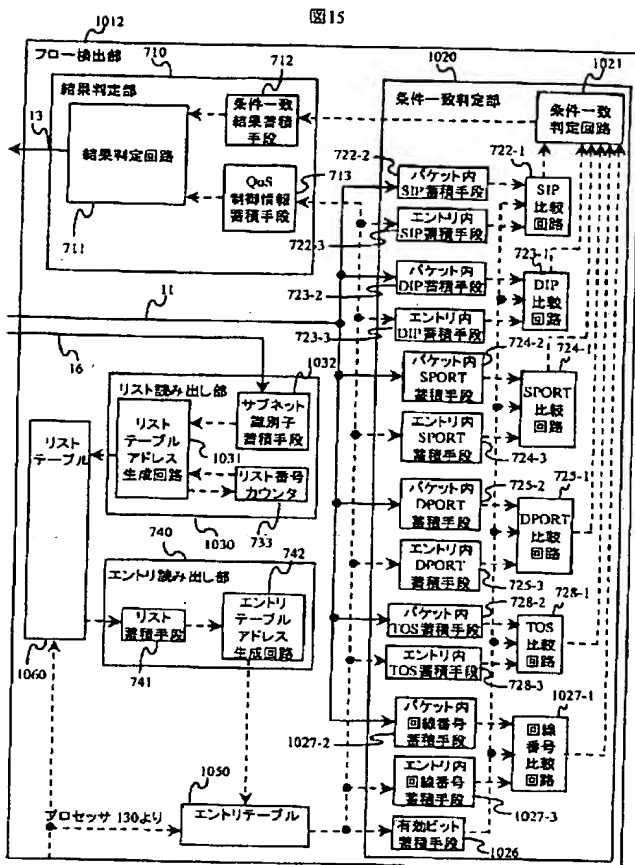 図15
1012
フロー検出部
710
結果判定部
712
条件一致
結果蓄積
手段
13
結果判定回路
QoS
制御情報
蓄積手段
713
711
1020
条件一致判定部
1021
条件一致
判定回路
722-2
パケット内
SIP蓄積手段
722-1
SIP
比較
回路
エントリ内
SIP蓄積手段
722-3
723-1
パケット内
DIP蓄積手段
723-2
DIP
比較
回路
エントリ内
DIP蓄積手段
723-3
724-2
パケット内
SPORT
蓄積手段
724-1
SPORT
比較
回路
エントリ内
SPORT
蓄積手段
724-3
725-2
パケット内
DPORT
蓄積手段
725-1
DPORT
比較
回路
エントリ内
DPORT
蓄積手段
725-3
728-2
パケット内
TOS蓄積手段
728-1
TOS
比較
回路
エントリ内
TOS蓄積手段
728-3
パケット内
回線番号
蓄積手段
1027-2
1027-1
回線
番号比較
回路
エントリ内
回線番号
蓄積手段
1027-3
有効ビット
蓄積手段
1026
11
16
1032
リスト読み出し部
リスト
テーブル
アドレス
生成回路
1031
サブネット
識別子
蓄積手段
リスト番号
カウンタ
733
1030
リスト
テーブル
1060
740
742
エントリ読み出し部
リスト
蓄積手段
741
エントリ
テーブル
アドレス
生成回路
1050
プロセッサ 130より
エントリテーブル